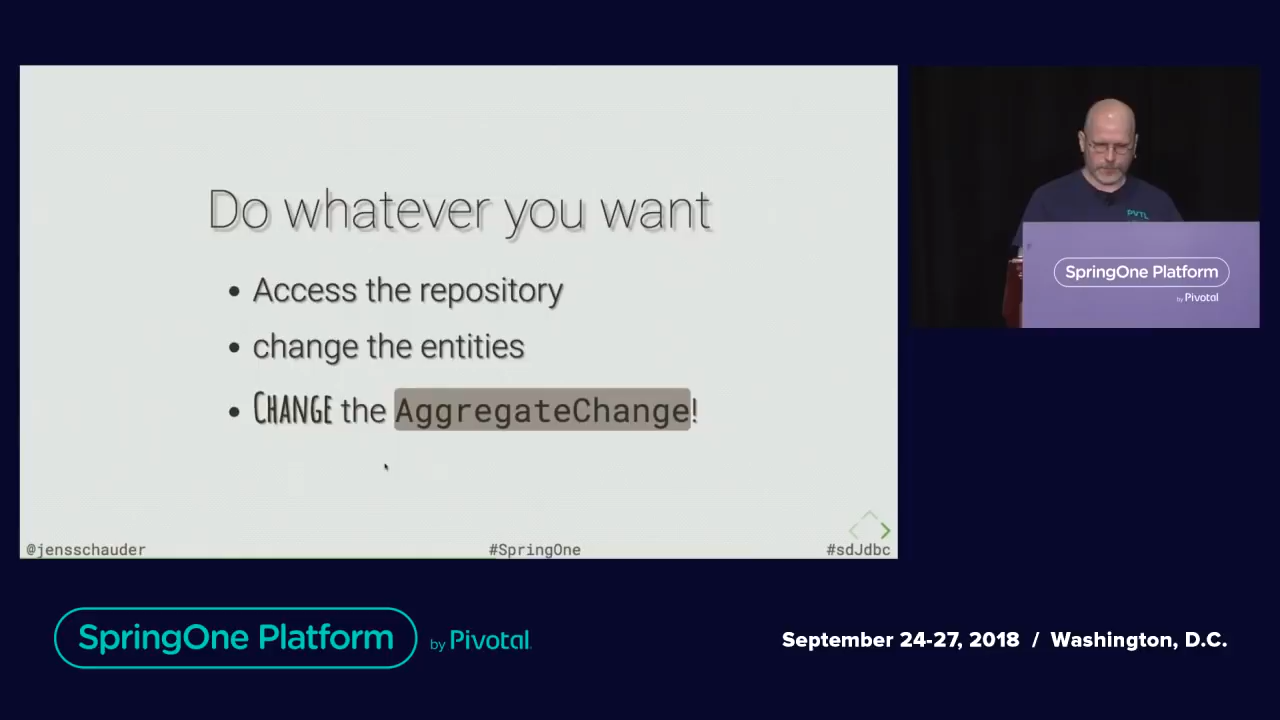 Do whatever you want
• Access the repository
• change the entities
• CHANGE the AggregateChange!
@jensschauder
#SpringOne
#sdJdbc
PVTL
SpringOne Platform
by Pivotal
SpringOne Platform
by Pivotal.
September 24-27, 2018 / Washington, D.C.